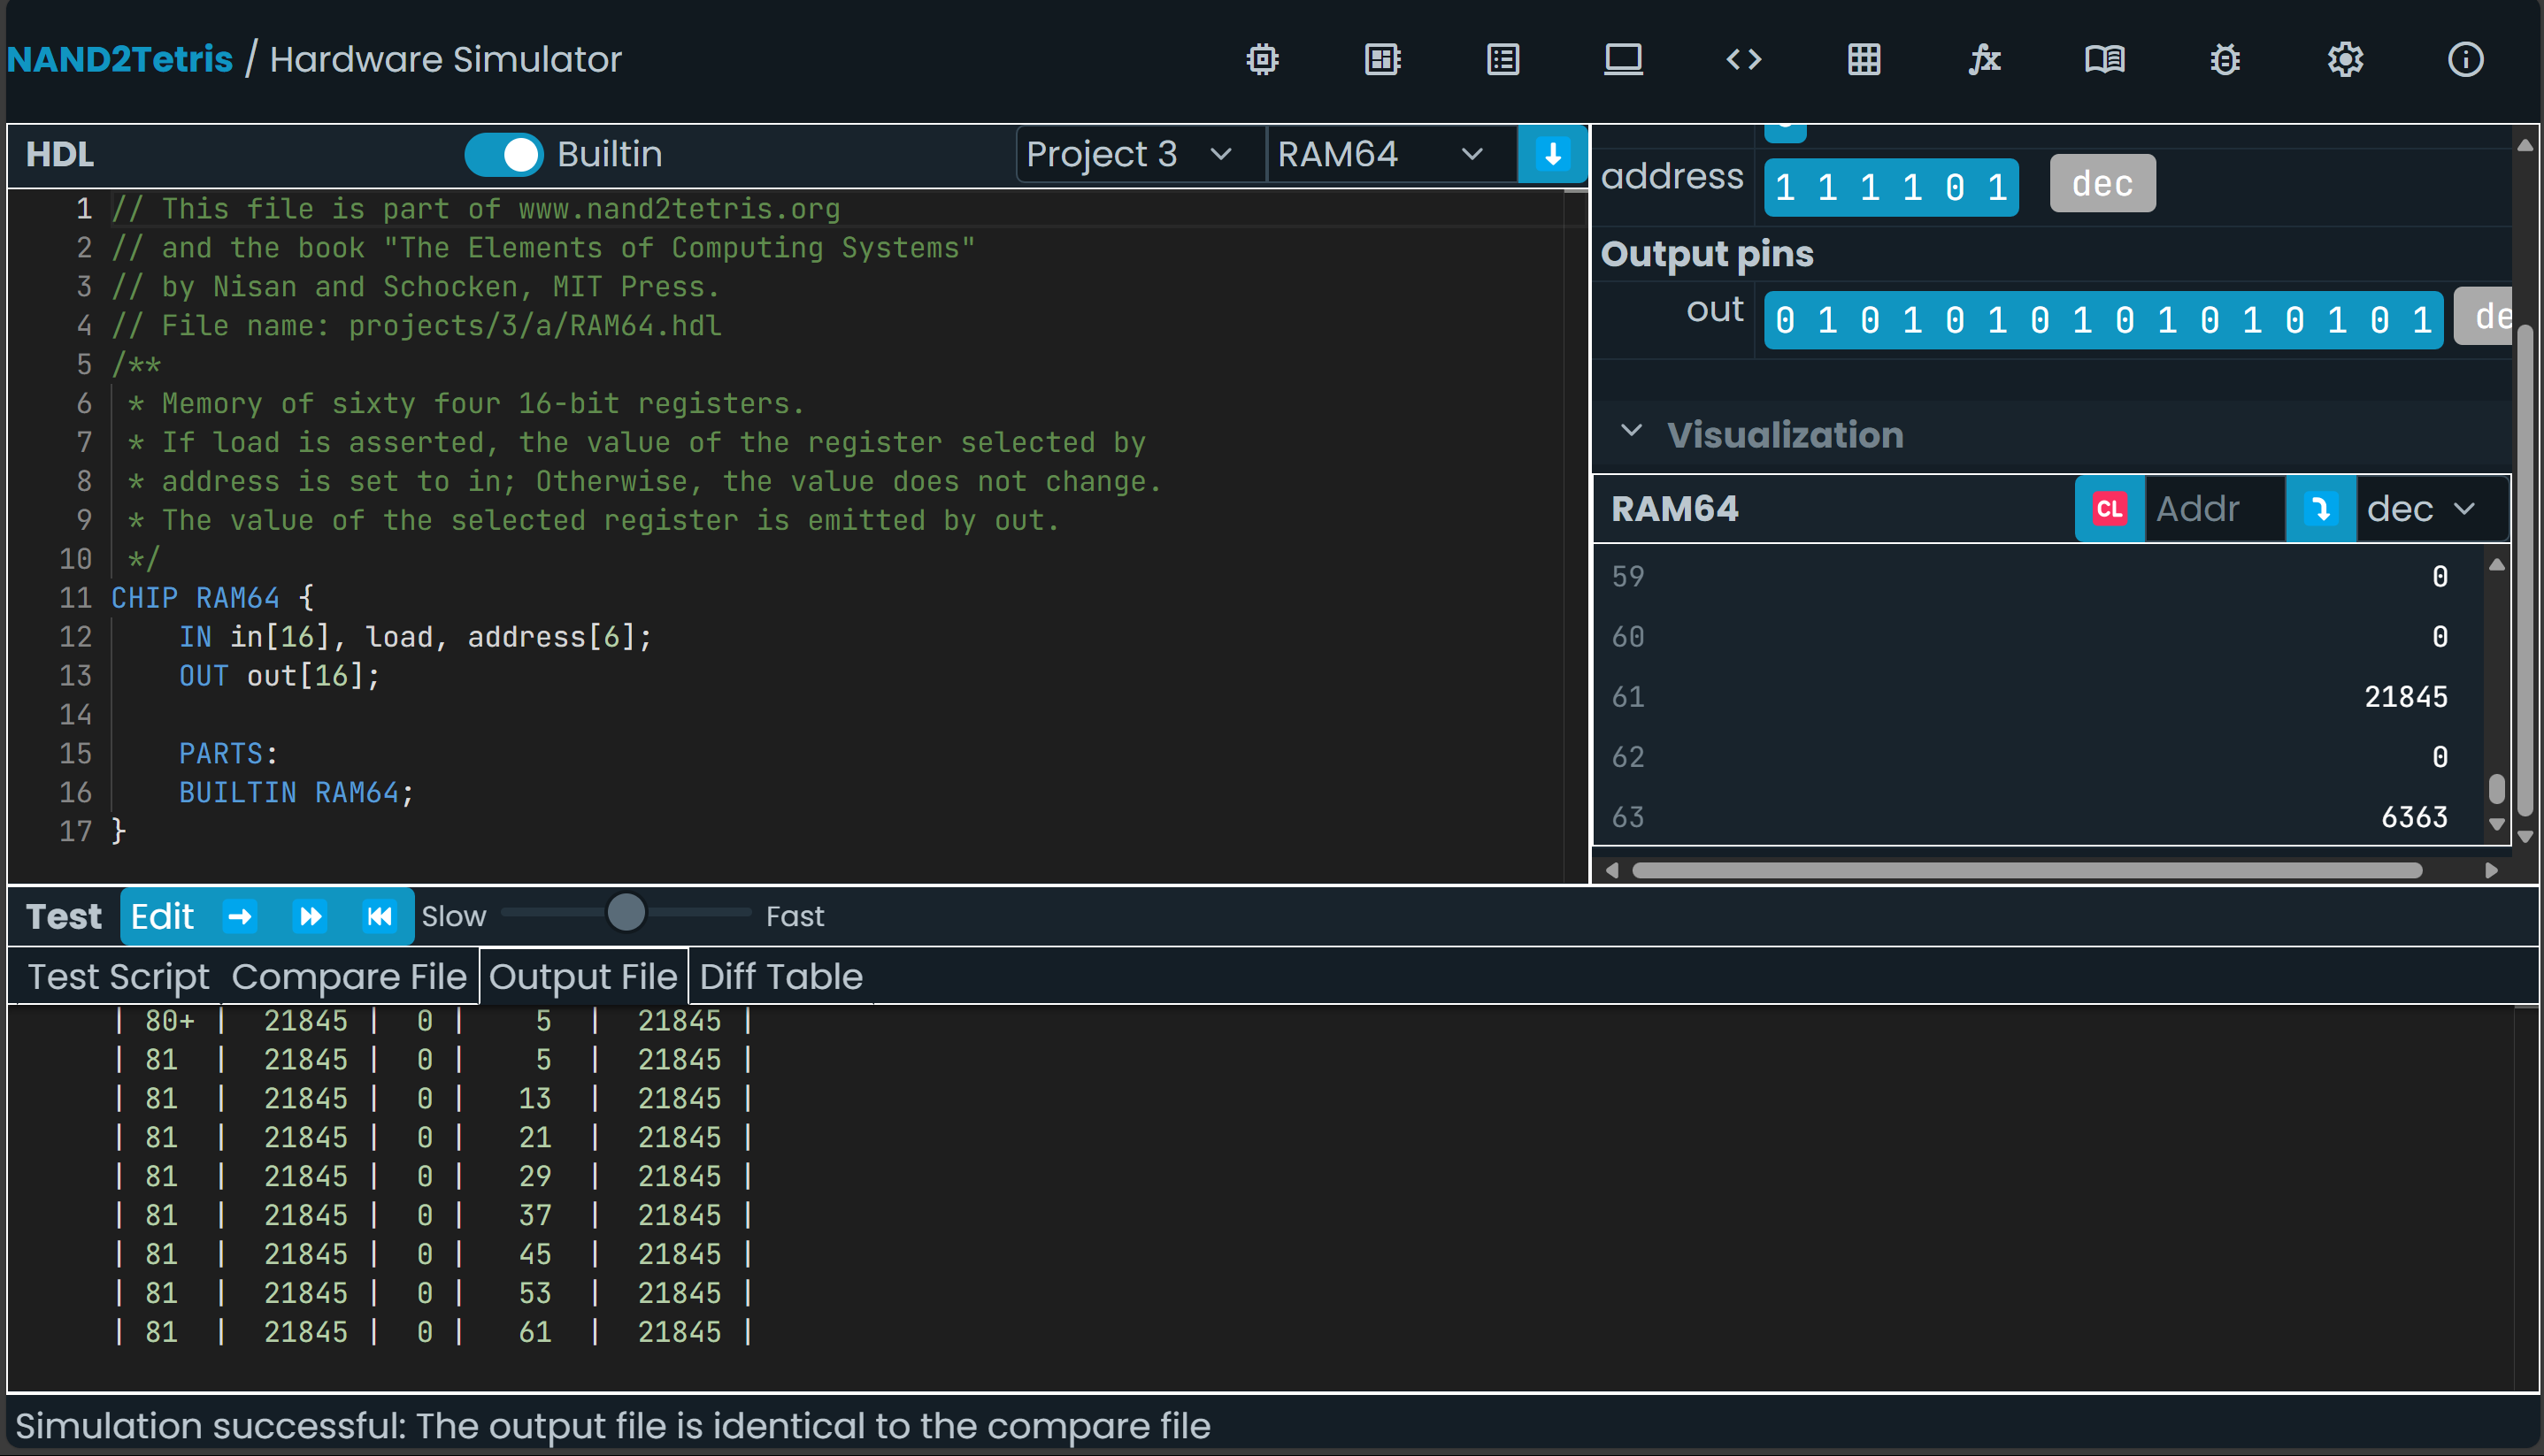 NAND2Tetris / Hardware Simulator
HDL
Builtin
Project 3
RAM64
1 // This file is part of www.nand2tetris.org
2 // and the book "The Elements of Computing Systems"
3 // by Nisan and Schocken, MIT Press.
4 // File name: projects/3/a/RAM64.hdl
5 /**
6 * Memory of sixty four 16-bit registers.
7 * If load is asserted, the value of the register selected by
8 * address is set to in; Otherwise, the value does not change.
9 * The value of the selected register is emitted by out.
10 */
11 CHIP RAM64 {
12 IN in[16], load, address[6];
13 OUT out[16];
14
15 PARTS:
16 BUILTIN RAM64;
17 }
address 1 1 1 1 0 1 dec
Output pins
out 0 1 0 1 0 1 0 1 0 1 0 1 0 1 0 1 de
Visualization
RAM64 CL Addr dec
59 0
60 0
61 21845
62 0
63 6363
Test Edit Slow Fast
Test Script Compare File Output File Diff Table
| 80+ | 21845 | 0 | 5 | 21845 |
| 81 | 21845 | 0 | 5 | 21845 |
| 81 | 21845 | 0 | 13 | 21845 |
| 81 | 21845 | 0 | 21 | 21845 |
| 81 | 21845 | 0 | 29 | 21845 |
| 81 | 21845 | 0 | 37 | 21845 |
| 81 | 21845 | 0 | 45 | 21845 |
| 81 | 21845 | 0 | 53 | 21845 |
| 81 | 21845 | 0 | 61 | 21845 |
Simulation successful: The output file is identical to the compare file